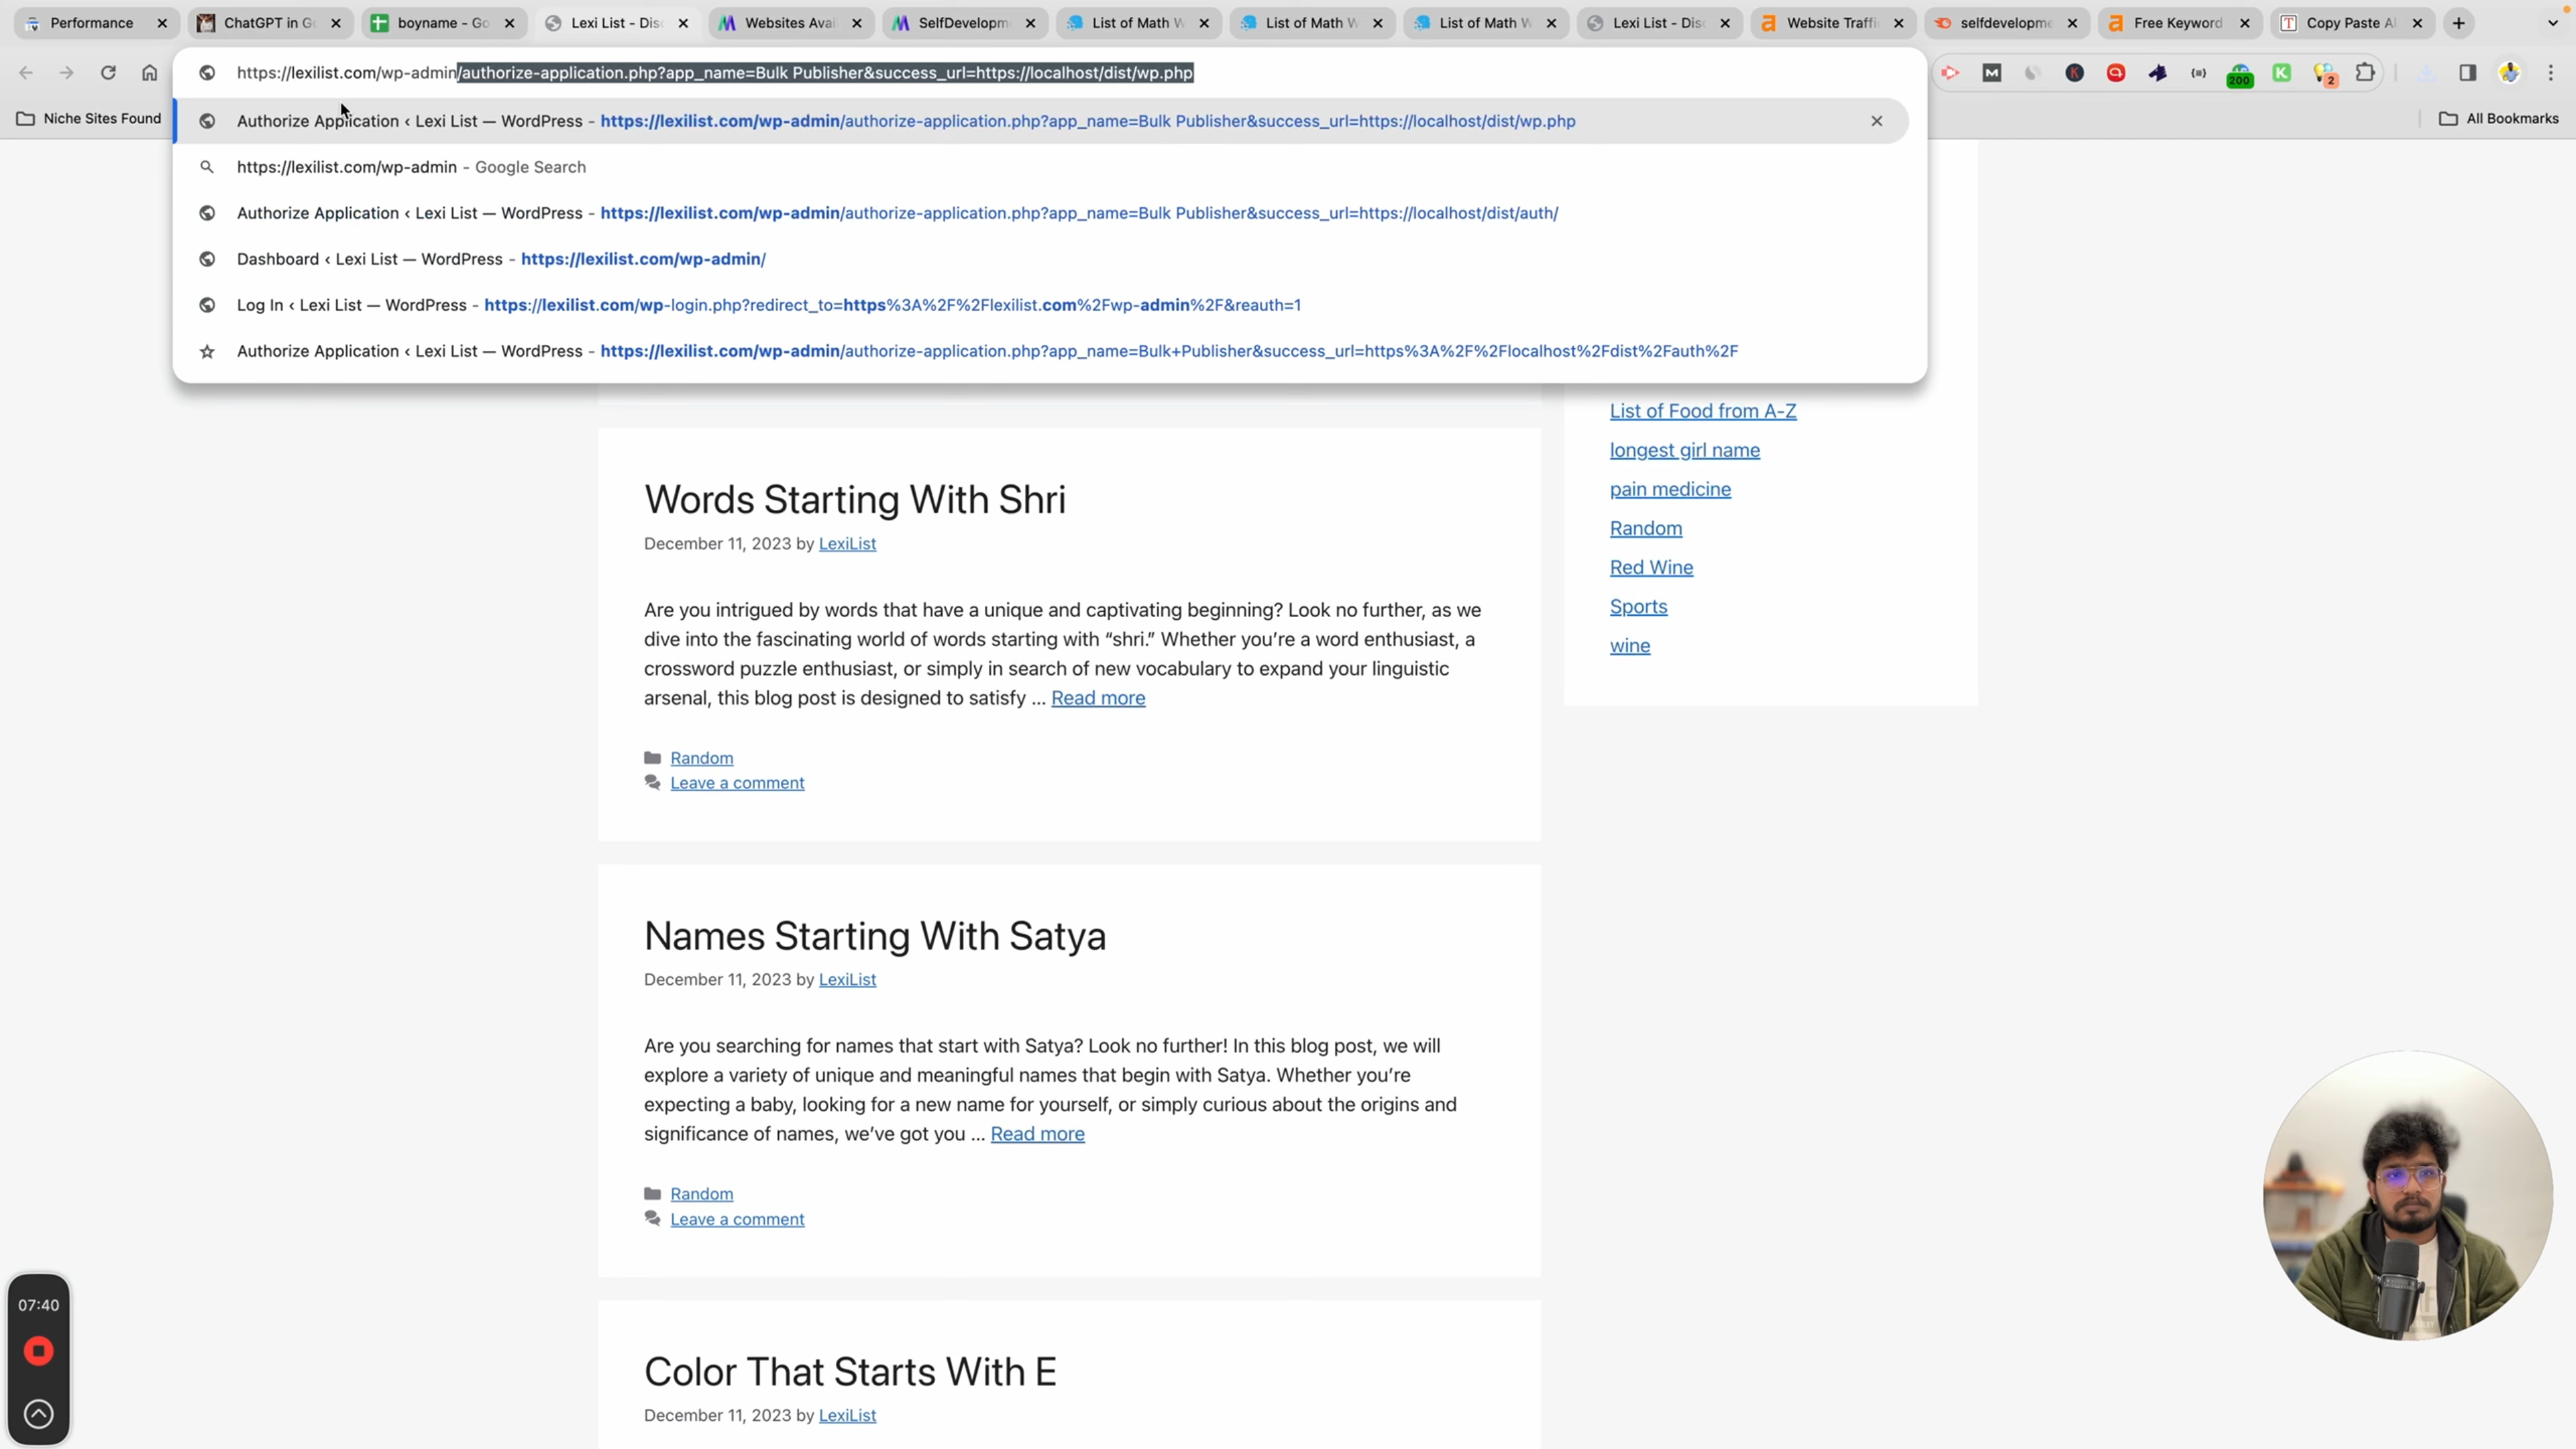 Performance
ChatGPT in G
boyname - Go
Lexi List - Disc
Websites Avai
SelfDevelopm
List of Math W
List of Math W
List of Math W
Lexi List - Disc
Website Traffi
selfdevelopme
Free Keyword
Copy Paste AI
https://lexilist.com/wp-admin/authorize-application.php?app_name=Bulk Publisher&success_url=https://localhost/dist/wp.php
200
2
Niche Sites Found
All Bookmarks
Authorize Application ‹ Lexi List — WordPress - https://lexilist.com/wp-admin/authorize-application.php?app_name=Bulk Publisher&success_url=https://localhost/dist/wp.php
https://lexilist.com/wp-admin - Google Search
Authorize Application ‹ Lexi List — WordPress - https://lexilist.com/wp-admin/authorize-application.php?app_name=Bulk Publisher&success_url=https://localhost/dist/auth/
Dashboard ‹ Lexi List — WordPress - https://lexilist.com/wp-admin/
Log In ‹ Lexi List — WordPress - https://lexilist.com/wp-login.php?redirect_to=https%3A%2F%2Flexilist.com%2Fwp-admin%2F&reauth=1
Authorize Application ‹ Lexi List — WordPress - https://lexilist.com/wp-admin/authorize-application.php?app_name=Bulk+Publisher&success_url=https%3A%2F%2Flocalhost%2Fdist%2Fauth%2F
List of Food from A-Z
longest girl name
pain medicine
Random
Red Wine
Sports
wine
Words Starting With Shri
December 11, 2023 by LexiList
Are you intrigued by words that have a unique and captivating beginning? Look no further, as we
dive into the fascinating world of words starting with “shri.” Whether you’re a word enthusiast, a
crossword puzzle enthusiast, or simply in search of new vocabulary to expand your linguistic
arsenal, this blog post is designed to satisfy ... Read more
Random
Leave a comment
Names Starting With Satya
December 11, 2023 by LexiList
Are you searching for names that start with Satya? Look no further! In this blog post, we will
explore a variety of unique and meaningful names that begin with Satya. Whether you’re
expecting a baby, looking for a new name for yourself, or simply curious about the origins and
significance of names, we’ve got you ... Read more
Random
Leave a comment
Color That Starts With E
December 11, 2023 by LexiList
07:40